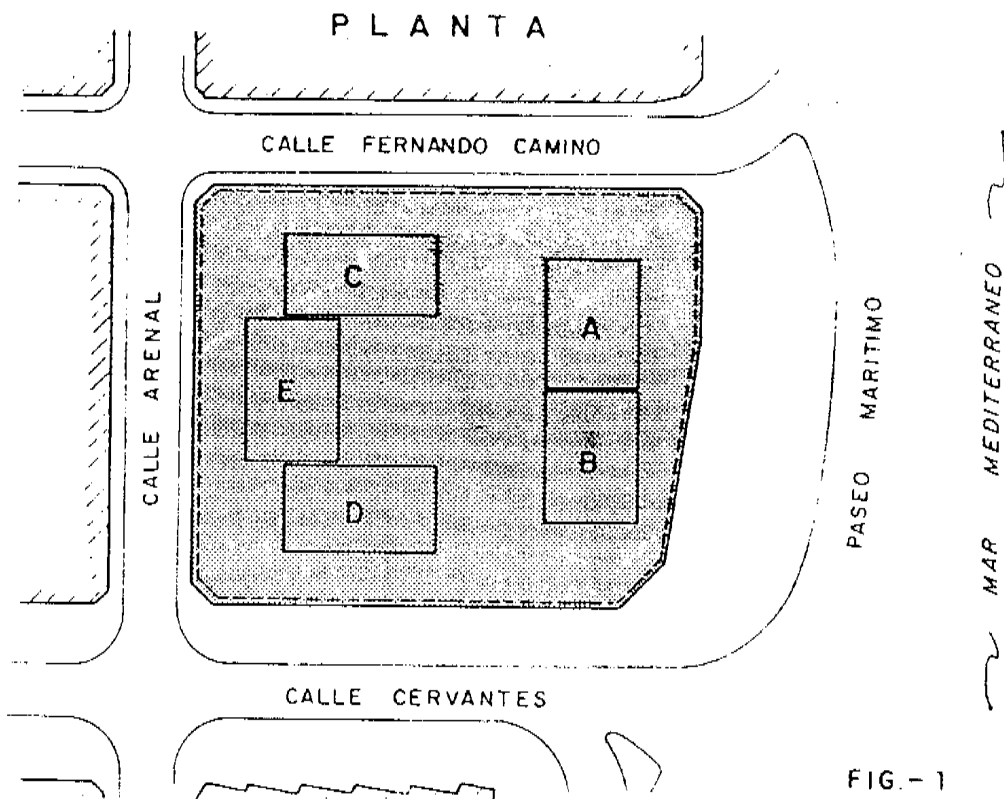 PLANTA
CALLE FERNANDO CAMINO
C
A
CALLE ARENAL
E
B
D
PASEO MARITIMO
MAR MEDITERRANEO
CALLE CERVANTES
FIG.-1